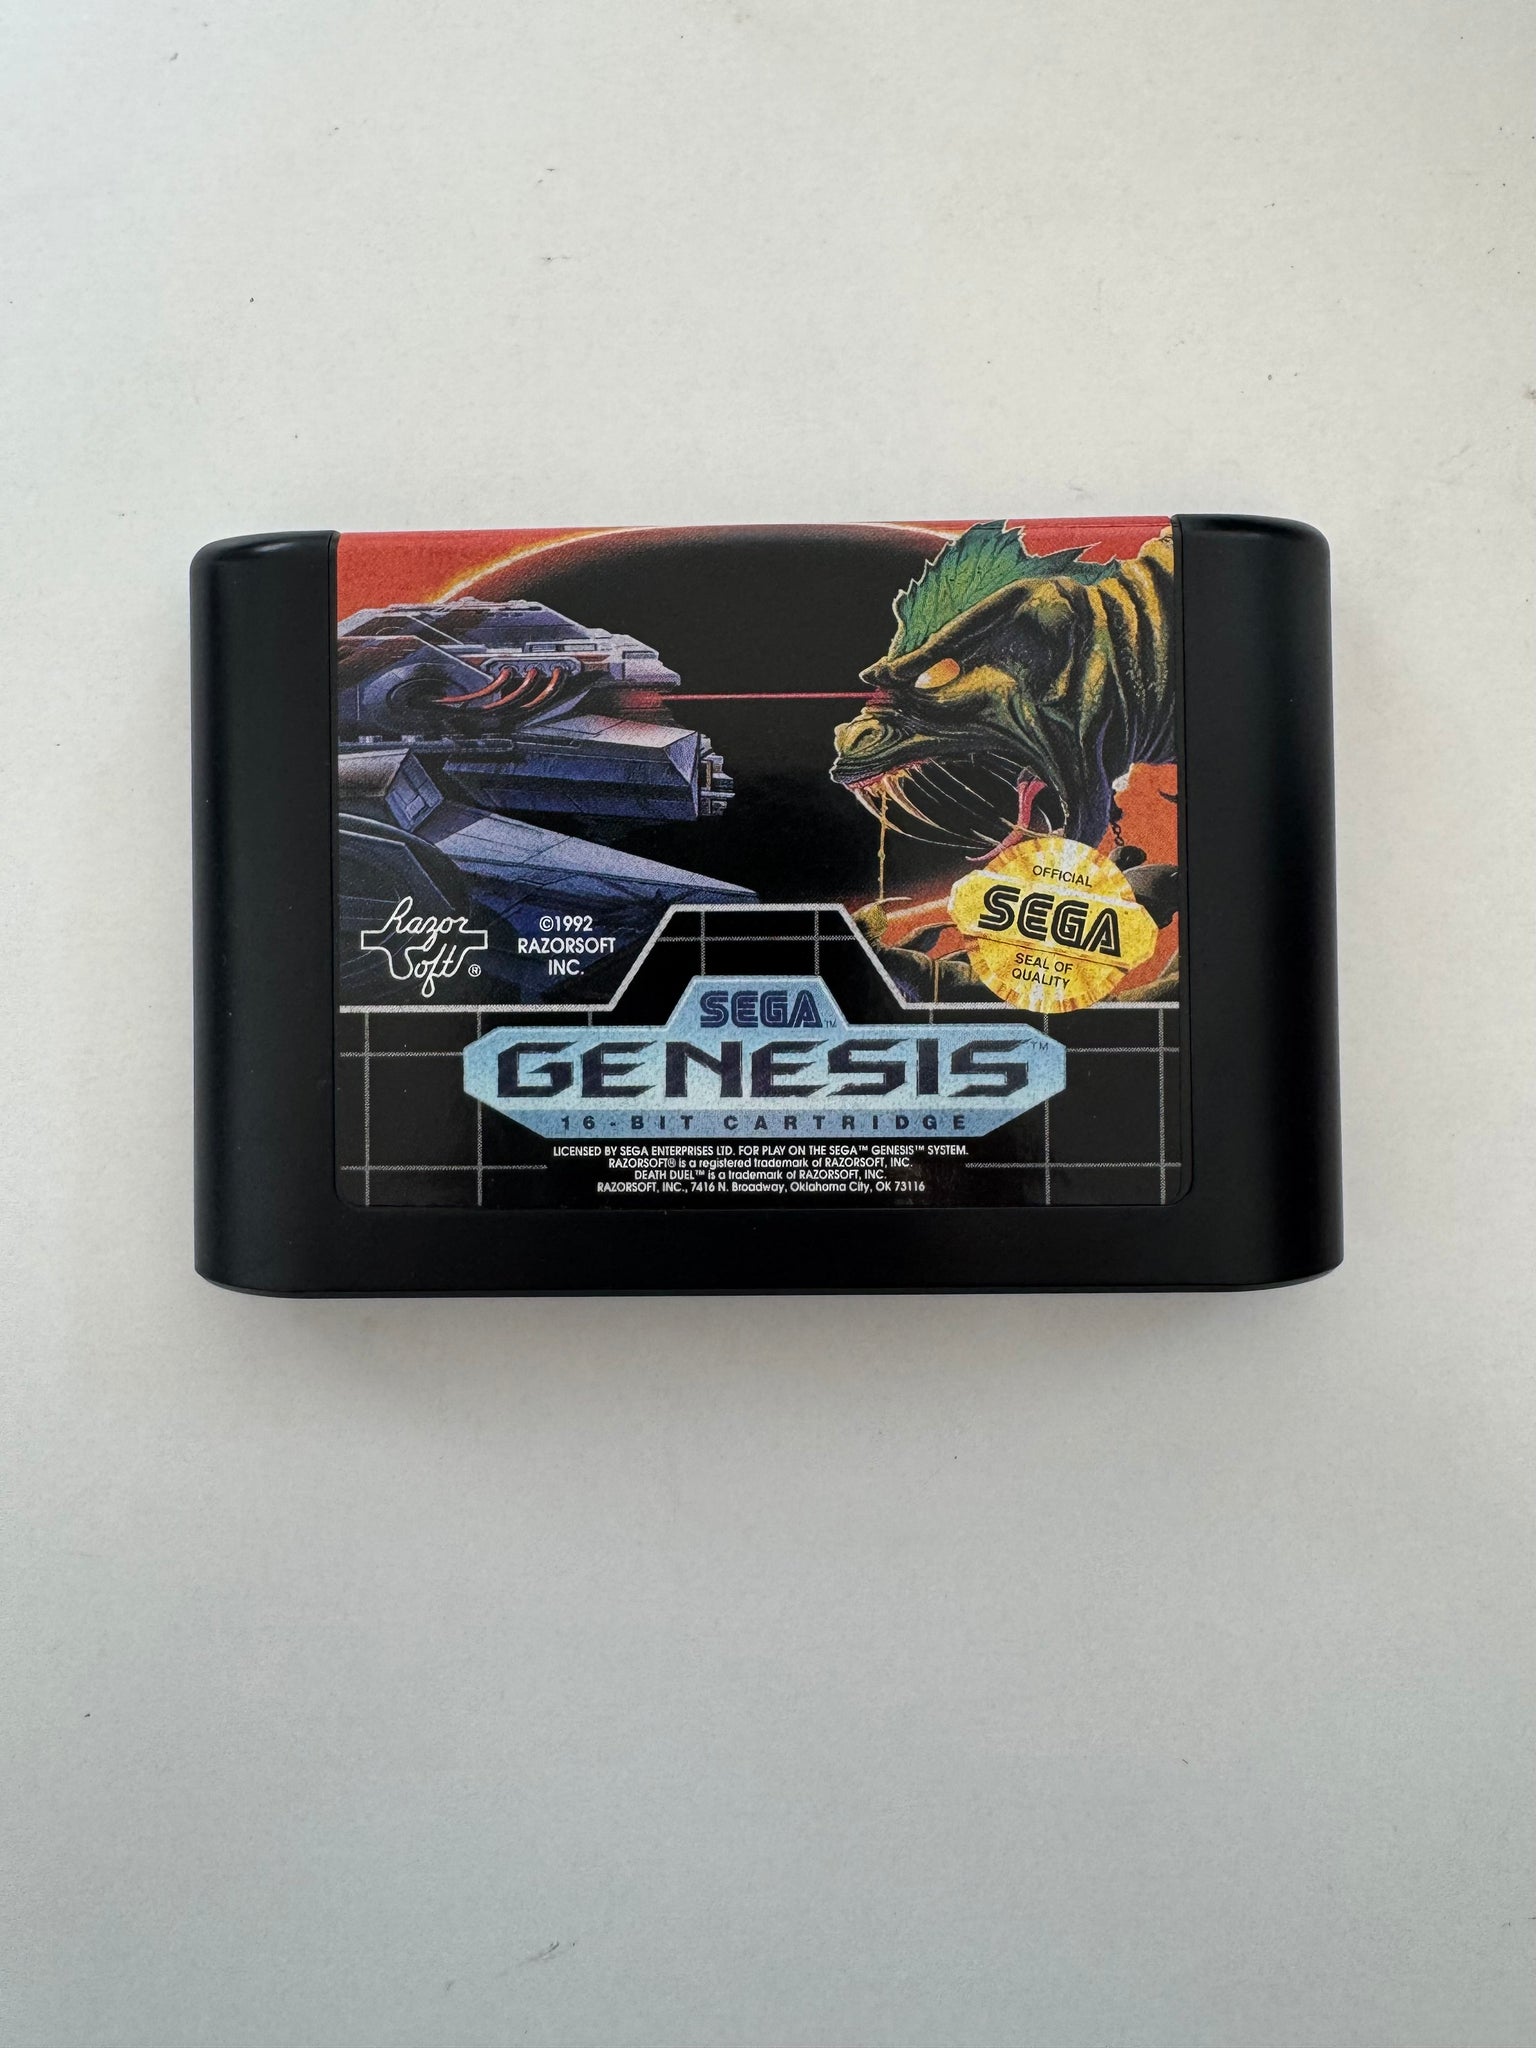 Razor
Soft®
©1992
RAZORSOFT
INC.
OFFICIAL
SEGA
SEAL OF
QUALITY
SEGA™
GENESIS™
16-BIT CARTRIDGE
LICENSED BY SEGA ENTERPRISES LTD. FOR PLAY ON THE SEGA™ GENESIS™ SYSTEM.
RAZORSOFT® is a registered trademark of RAZORSOFT, INC.
DEATH DUEL™ is a trademark of RAZORSOFT, INC.
RAZORSOFT, INC., 7416 N. Broadway, Oklahoma City, OK 73116